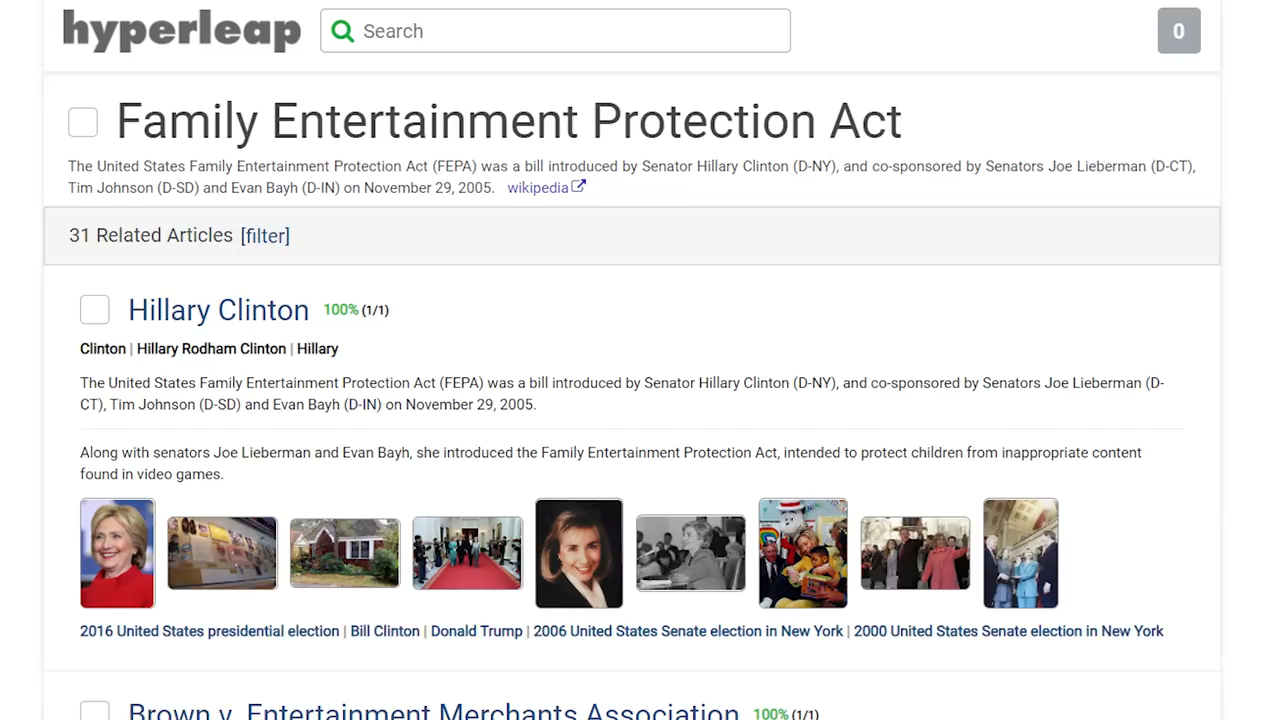 hyperleap
Search
0
Family Entertainment Protection Act
The United States Family Entertainment Protection Act (FEPA) was a bill introduced by Senator Hillary Clinton (D-NY), and co-sponsored by Senators Joe Lieberman (D-CT),
Tim Johnson (D-SD) and Evan Bayh (D-IN) on November 29, 2005. wikipedia
31 Related Articles [filter]
Hillary Clinton 100% (1/1)
Clinton | Hillary Rodham Clinton | Hillary
The United States Family Entertainment Protection Act (FEPA) was a bill introduced by Senator Hillary Clinton (D-NY), and co-sponsored by Senators Joe Lieberman (D-
CT), Tim Johnson (D-SD) and Evan Bayh (D-IN) on November 29, 2005.
Along with senators Joe Lieberman and Evan Bayh, she introduced the Family Entertainment Protection Act, intended to protect children from inappropriate content
found in video games.
2016 United States presidential election | Bill Clinton | Donald Trump | 2006 United States Senate election in New York | 2000 United States Senate election in New York
Brown v. Entertainment Merchants Association 100% (1/1)